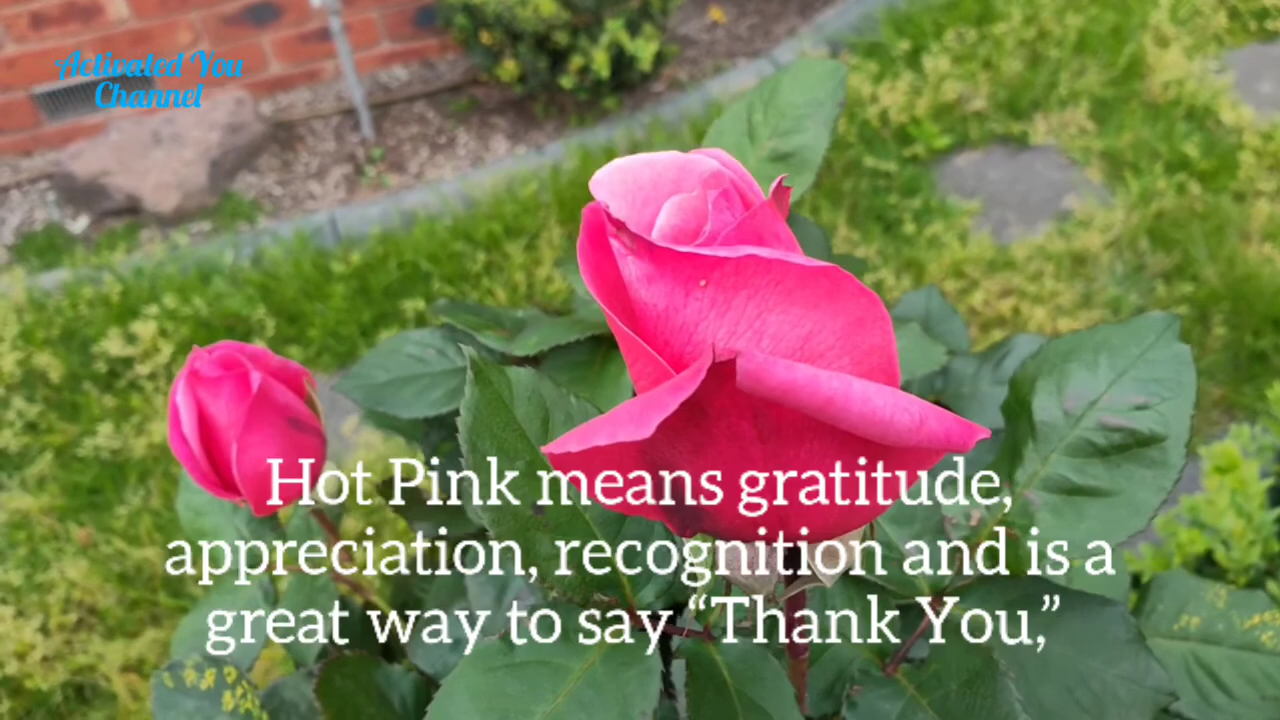 Activated You
Channel
Hot Pink means gratitude,
appreciation, recognition and is a
great way to say “Thank You,”